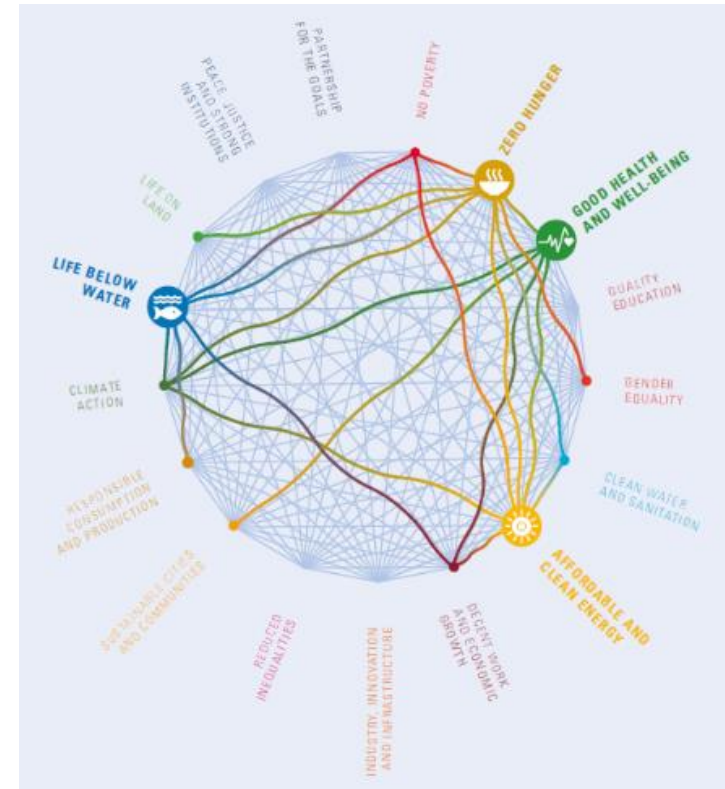 NO POVERTY
ZERO HUNGER
GOOD HEALTH
AND WELL-BEING
QUALITY
EDUCATION
GENDER
EQUALITY
CLEAN WATER
AND SANITATION
AFFORDABLE AND
CLEAN ENERGY
DECENT WORK
AND ECONOMIC
GROWTH
INDUSTRY, INNOVATION
AND INFRASTRUCTURE
REDUCED
INEQUALITIES
SUSTAINABLE CITIES
AND COMMUNITIES
RESPONSIBLE
CONSUMPTION
AND PRODUCTION
CLIMATE
ACTION
LIFE BELOW
WATER
LIFE ON
LAND
PEACE, JUSTICE
AND STRONG
INSTITUTIONS
PARTNERSHIP
FOR THE GOALS